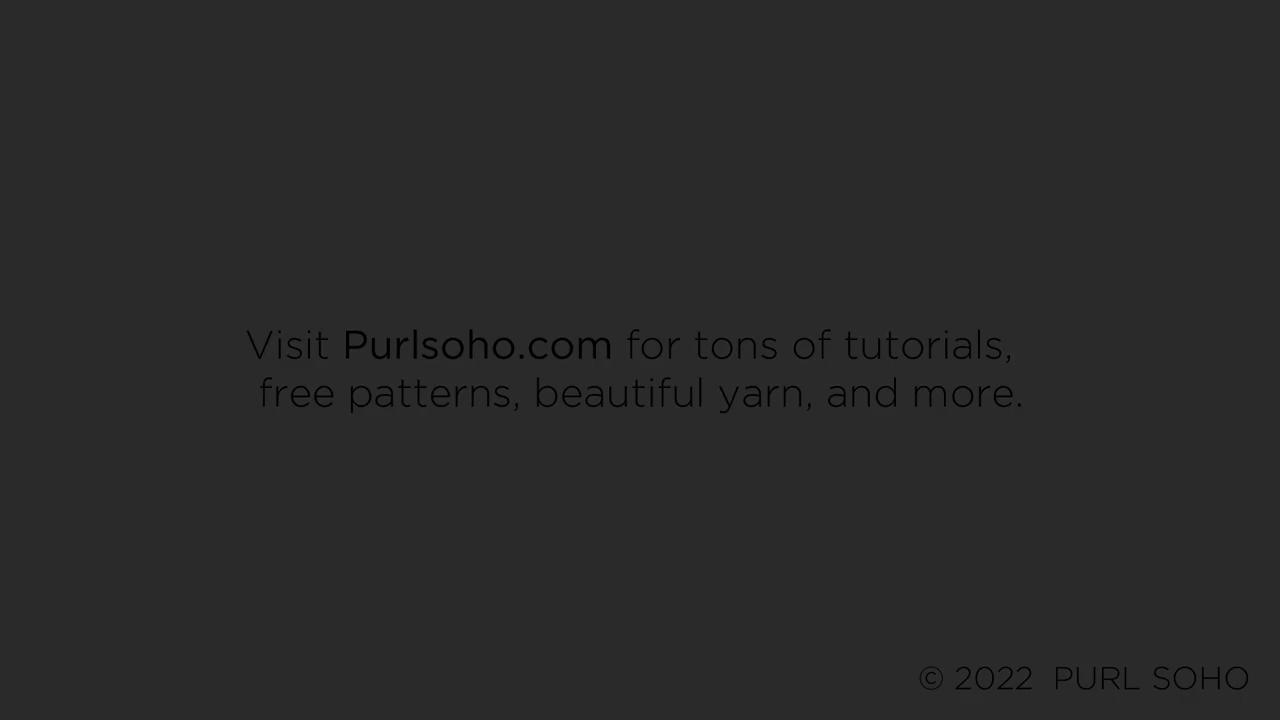 Visit Purlsoho.com for tons of tutorials,
free patterns, beautiful yarn, and more.
© 2022 PURL SOHO